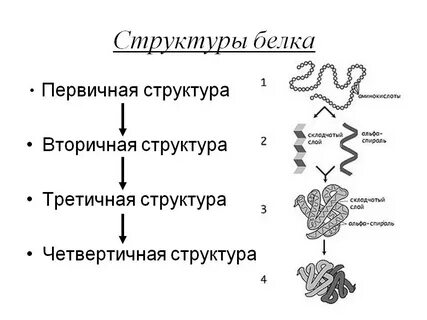 Структуры белка
• Первичная структура
• Вторичная структура
• Третичная структура
• Четвертичная структура
1
аминокислоты
2
складчатый
слой
альфа-
спираль
3
складчатый
слой
альфа-спираль
4